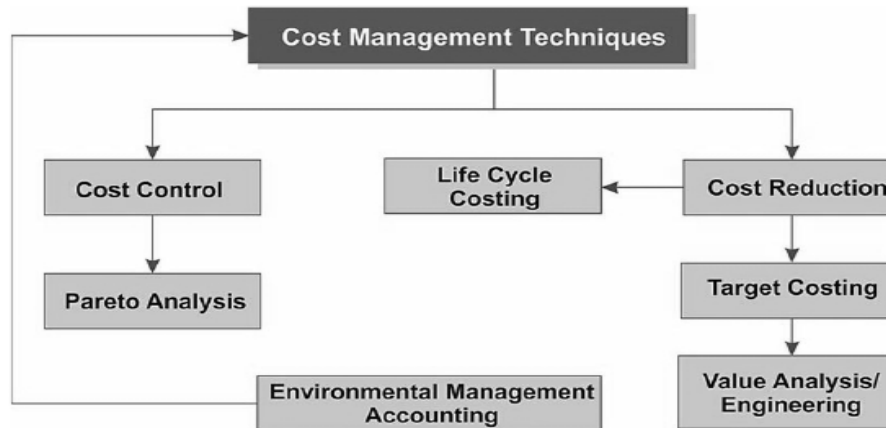 Cost Management Techniques
Cost Control
Life Cycle
Costing
Cost Reduction
Pareto Analysis
Target Costing
Environmental Management
Accounting
Value Analysis/
Engineering